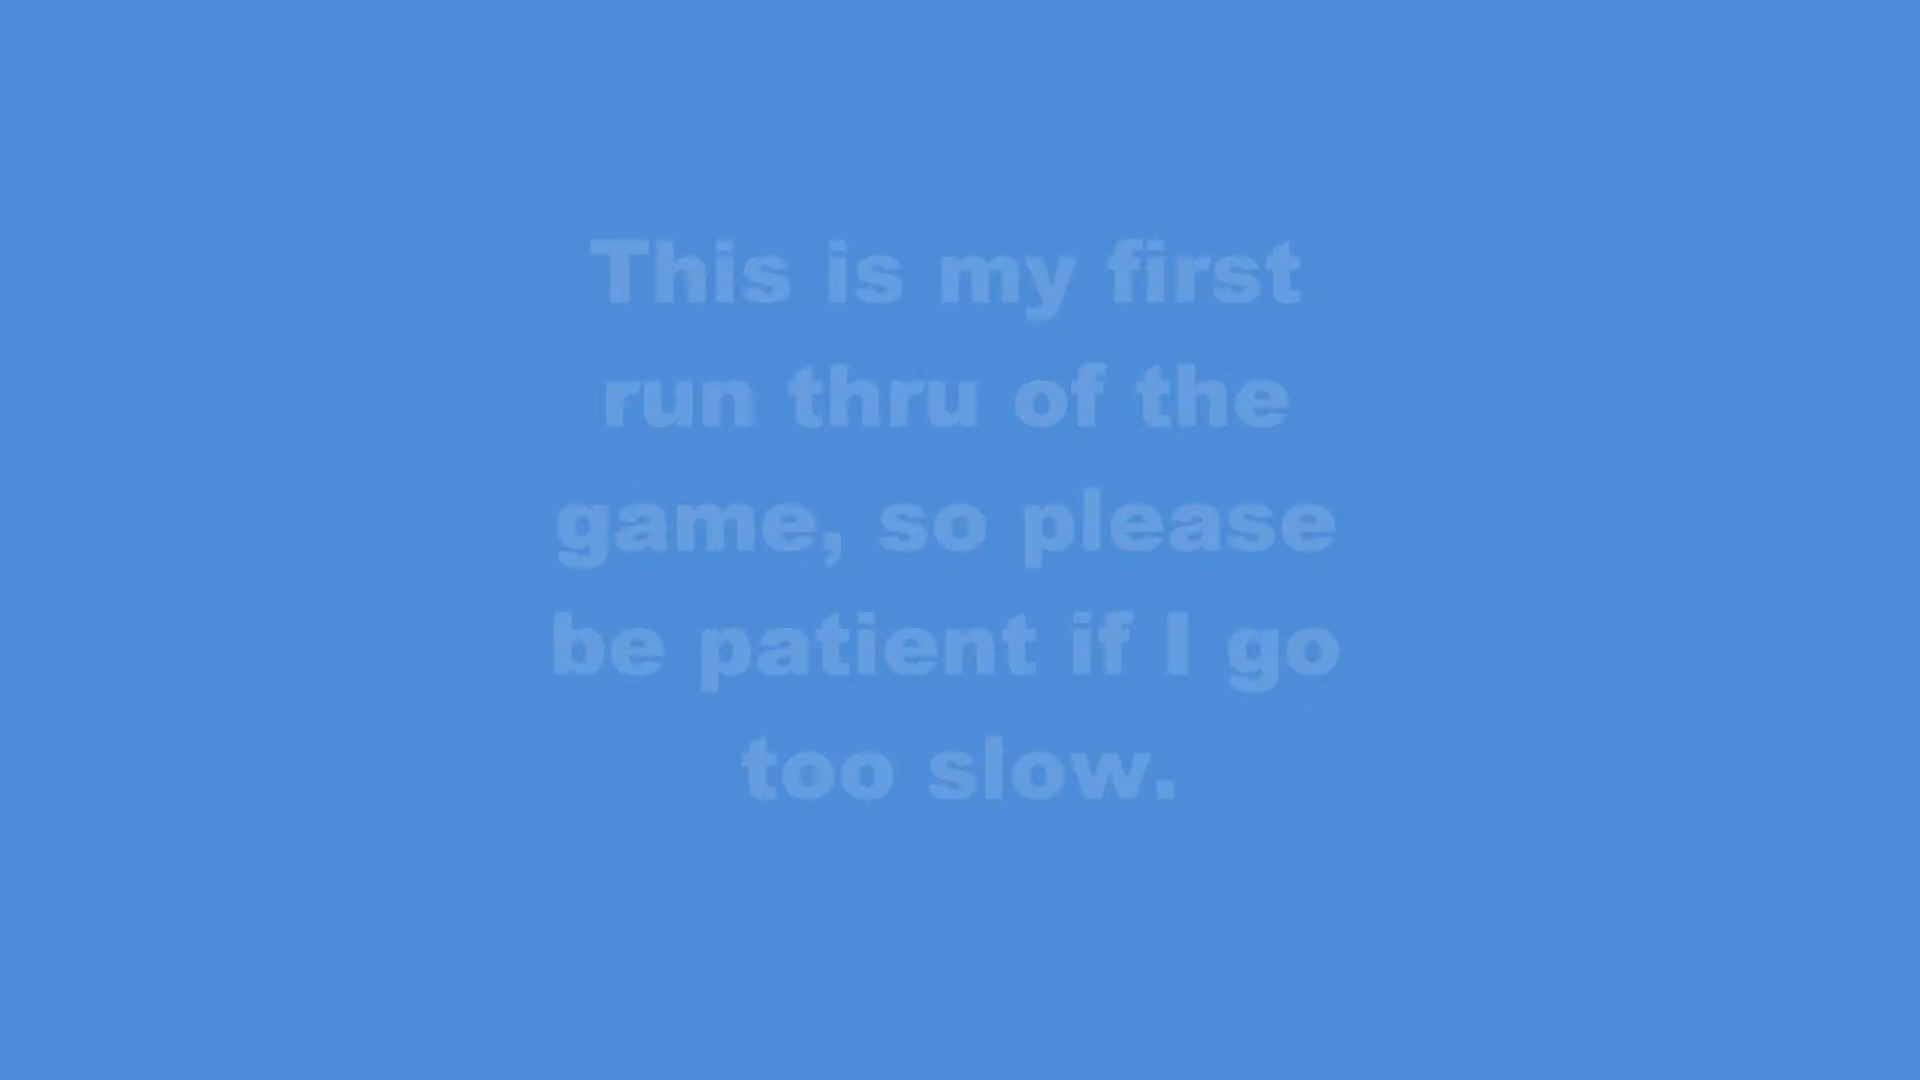 This is my first
run thru of the
game, so please
be patient if I go
too slow.